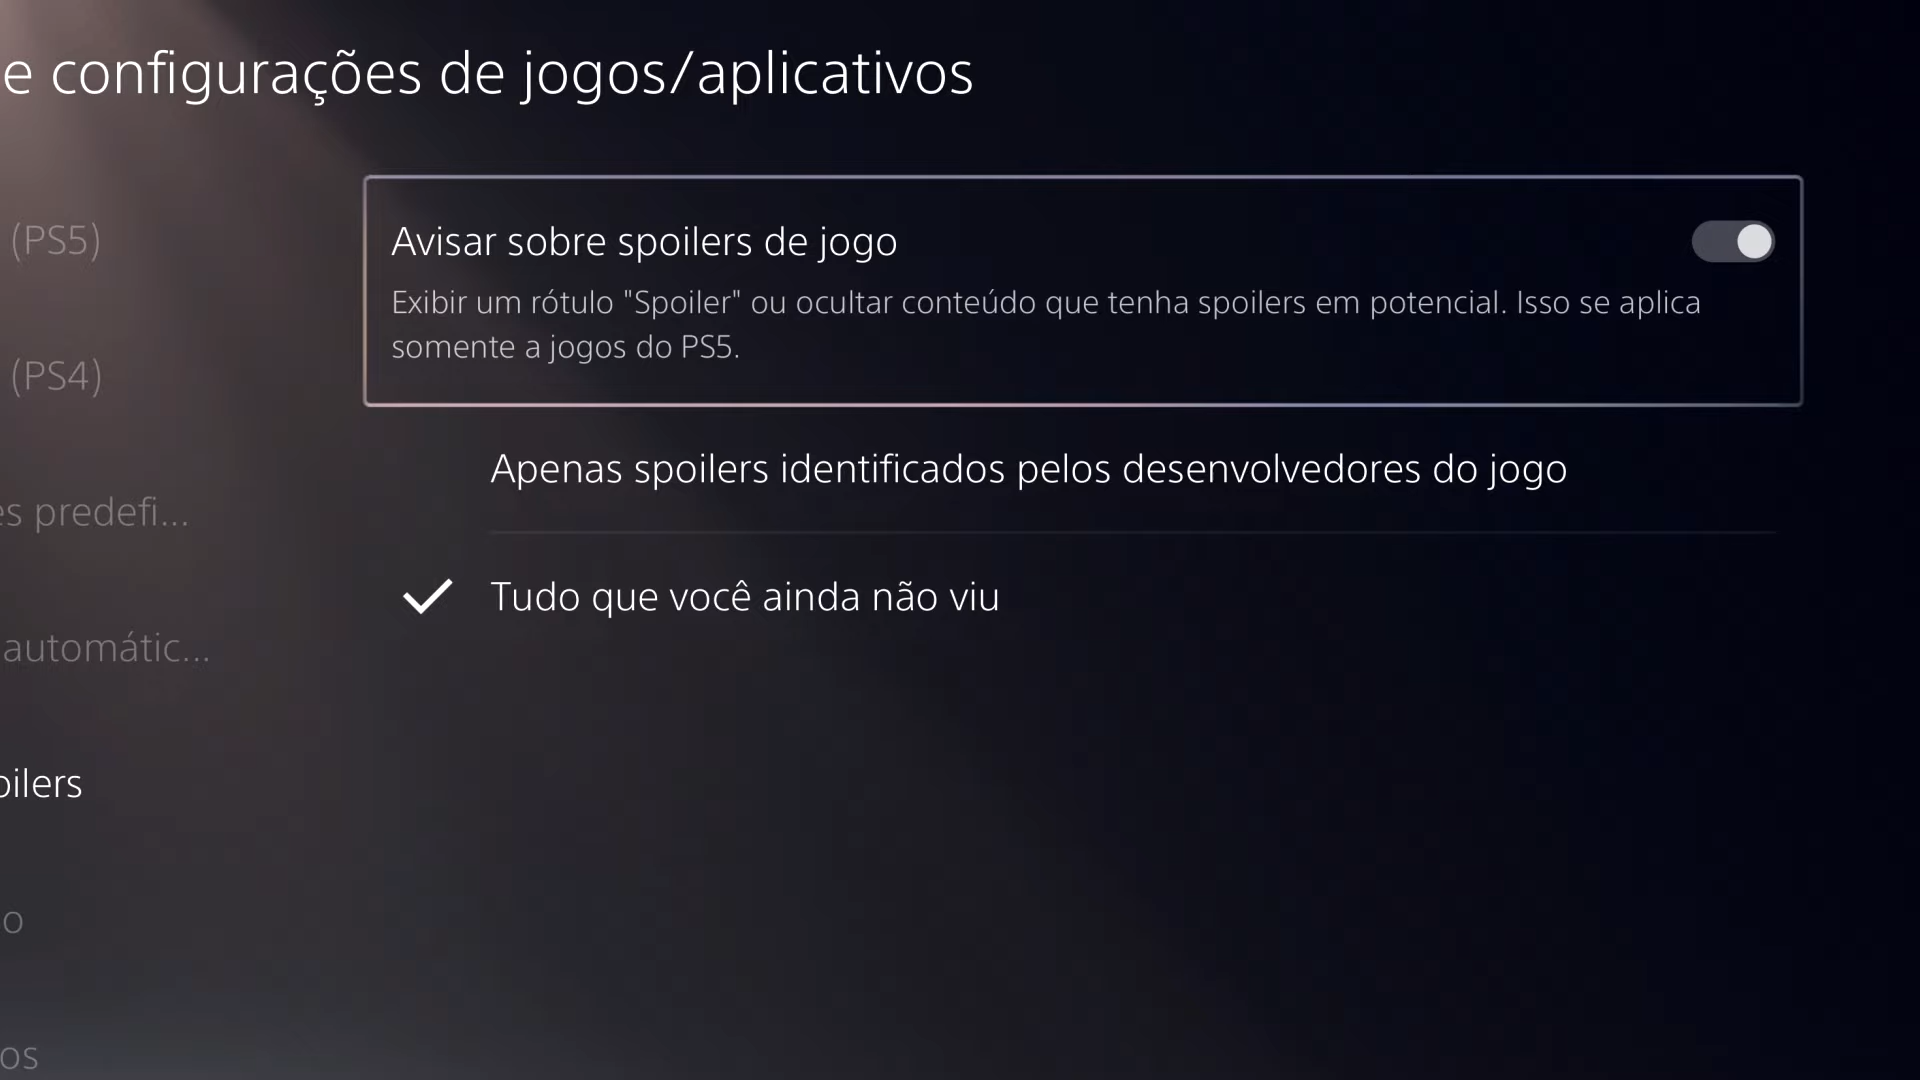 e configurações de jogos/aplicativos
(PS5)
(PS4)
es predefi...
automátic...
oilers
o
os
Avisar sobre spoilers de jogo
Exibir um rótulo "Spoiler" ou ocultar conteúdo que tenha spoilers em potencial. Isso se aplica
somente a jogos do PS5.
Apenas spoilers identificados pelos desenvolvedores do jogo
Tudo que você ainda não viu